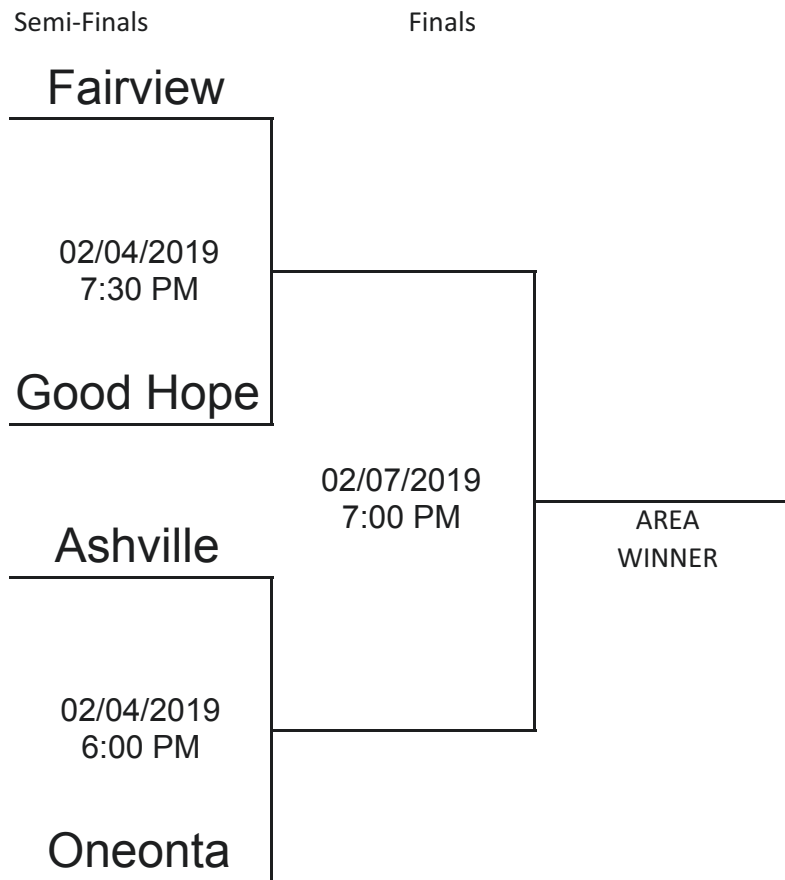 Semi-Finals
Finals
Fairview
02/04/2019
7:30 PM
Good Hope
02/07/2019
7:00 PM
AREA
WINNER
Ashville
02/04/2019
6:00 PM
Oneonta